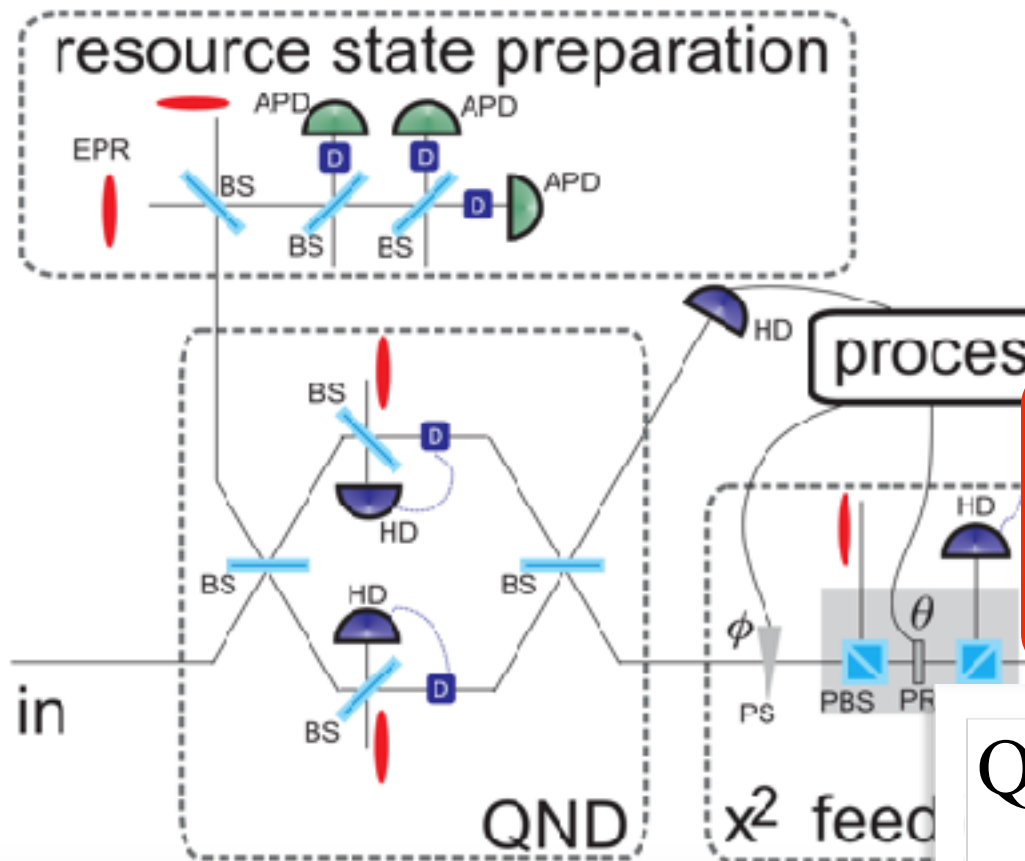 resource state preparation
APD
APD
EPR
BS
APD
BS
BS
D
D
D
HD
proces
BS
D
HD
HD
BS
BS
HD
θ
ϕ
D
in
BS
PS
PBS
PR
QND
x² feed
Q